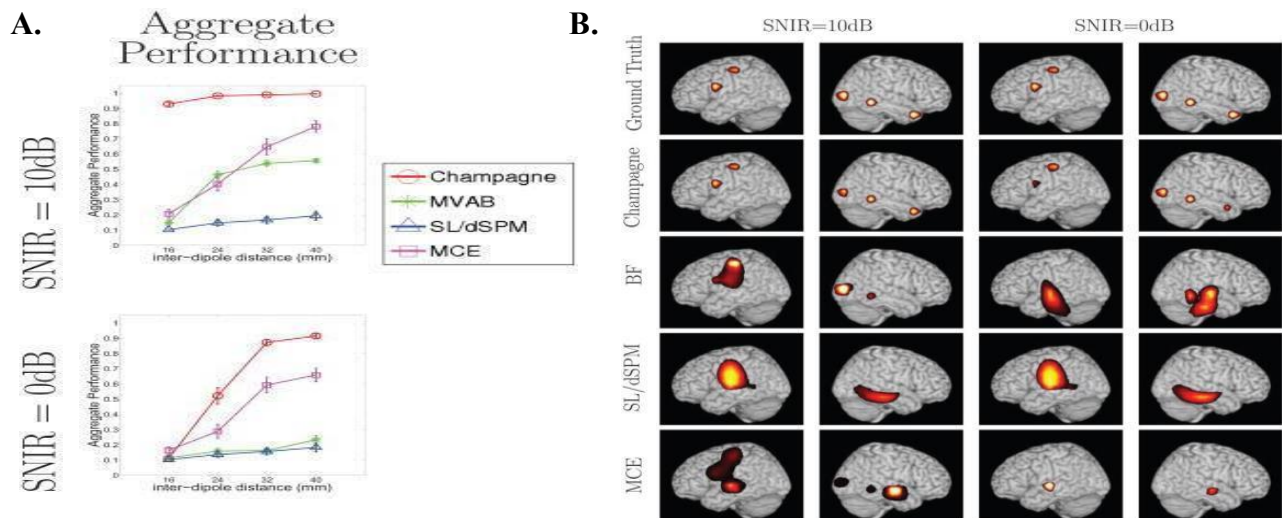 A.
Aggregate
Performance
SNIR = 10dB
Aggregate Performance
1
0.9
0.8
0.7
0.6
0.5
0.4
0.3
0.2
0.1
0
16 24 32 40
inter-dipole distance (mm)
Champagne
MVAB
SL/dSPM
MCE
SNIR = 0dB
Aggregate Performance
1
0.9
0.8
0.7
0.6
0.5
0.4
0.3
0.2
0.1
0
16 24 32 40
inter-dipole distance (mm)
B.
SNIR=10dB SNIR=0dB
Ground Truth
Champagne
BF
SL/dSPM
MCE